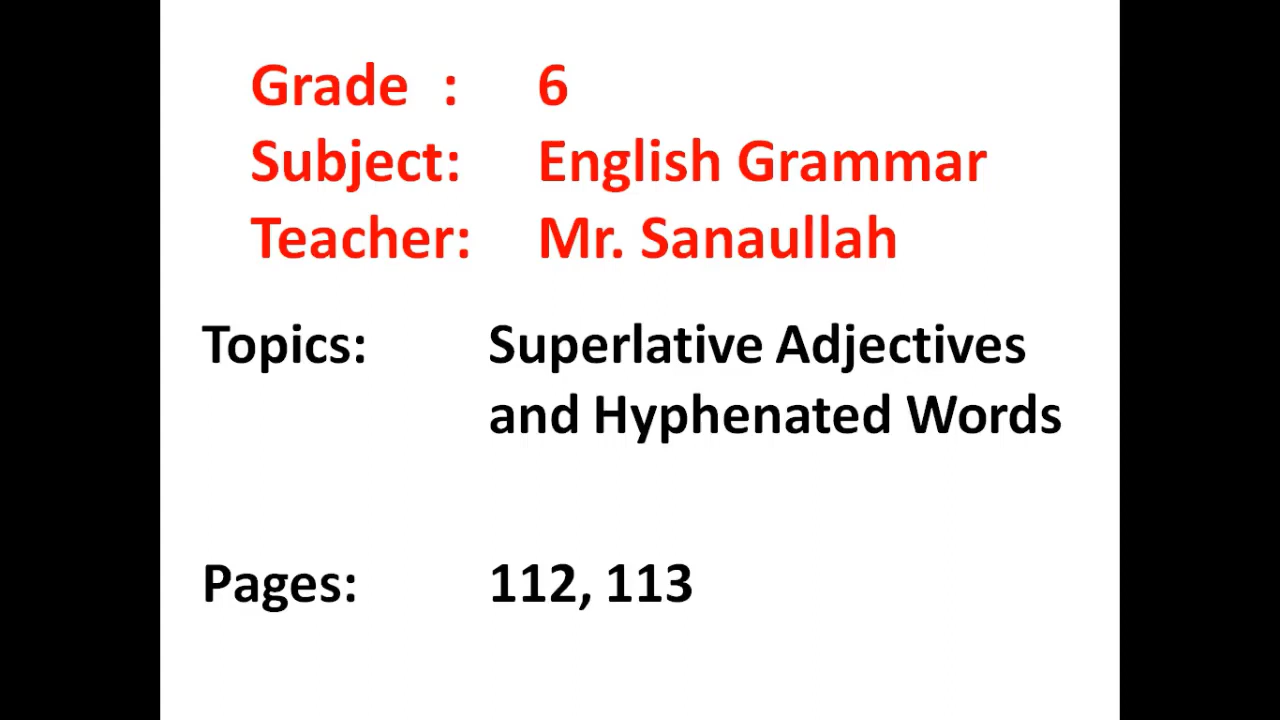 Grade : 6
Subject: English Grammar
Teacher: Mr. Sanaullah
Topics: Superlative Adjectives
and Hyphenated Words
Pages: 112, 113